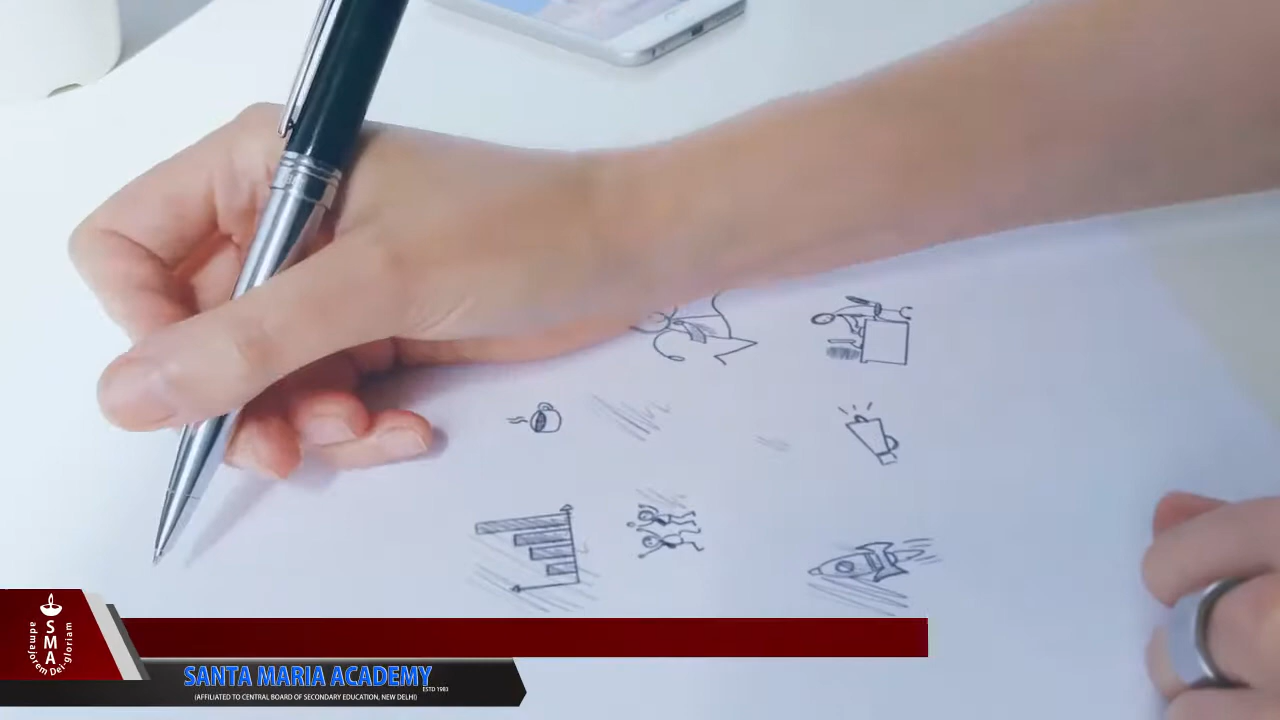 SMA
admajorem Dei-gloriam
SANTA MARIA ACADEMY
ESTD 1983
(AFFILIATED TO CENTRAL BOARD OF SECONDARY EDUCATION, NEW DELHI)